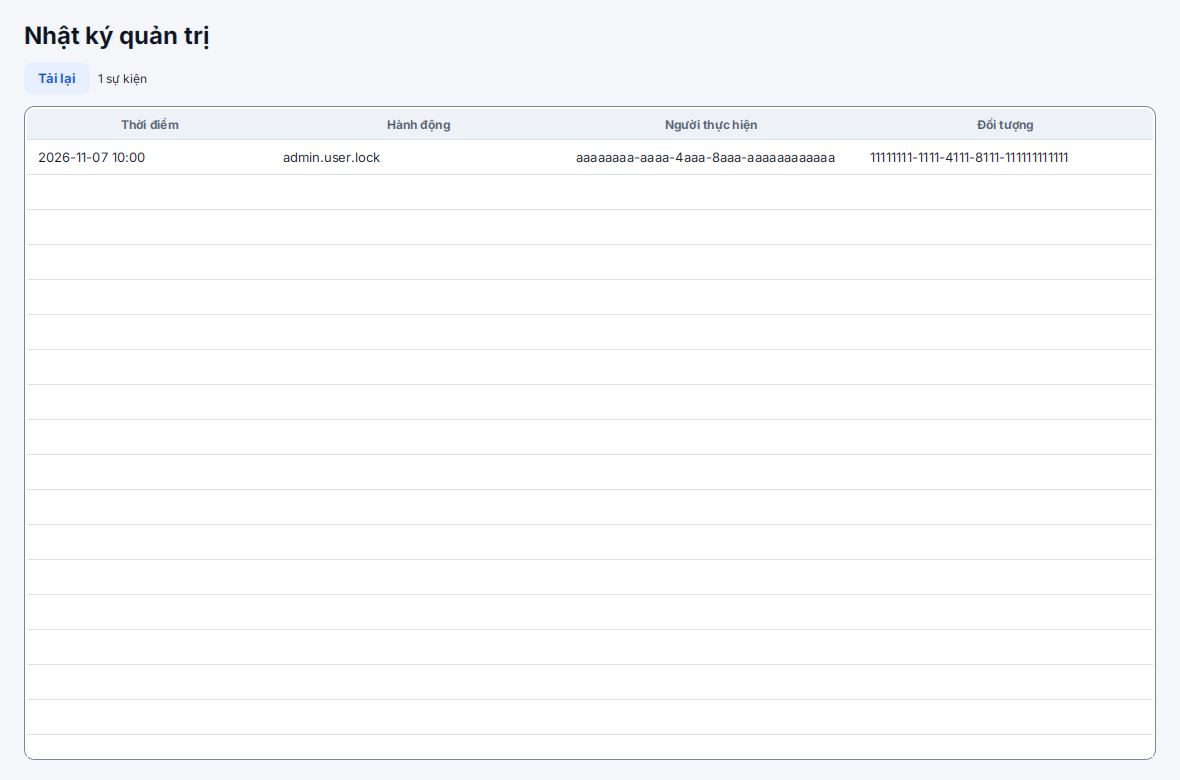 Nhật ký quản trị
Tải lại 1 sự kiện
Thời điểm Hành động Người thực hiện Đối tượng
2026-11-07 10:00 admin.user.lock aaaaaaaa-aaaa-4aaa-8aaa-aaaaaaaaaaaa 11111111-1111-4111-8111-111111111111